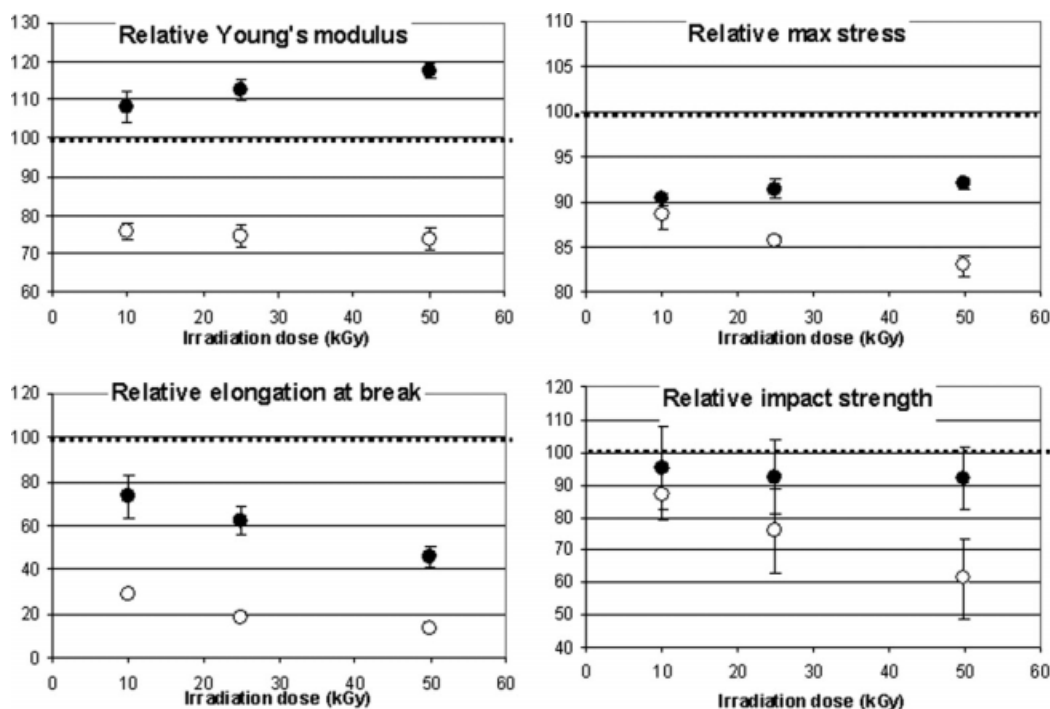 Relative Young's modulus
130
120
110
100
90
80
70
60
0 10 20 30 40 50 60
Irradiation dose (kGy)
Relative max stress
110
105
100
95
90
85
80
0 10 20 30 40 50 60
Irradiation dose (kGy)
Relative elongation at break
120
100
80
60
40
20
0
0 10 20 30 40 50 60
Irradiation dose (kGy)
Relative impact strength
120
110
100
90
80
70
60
50
40
0 10 20 30 40 50 60
Irradiation dose (kGy)